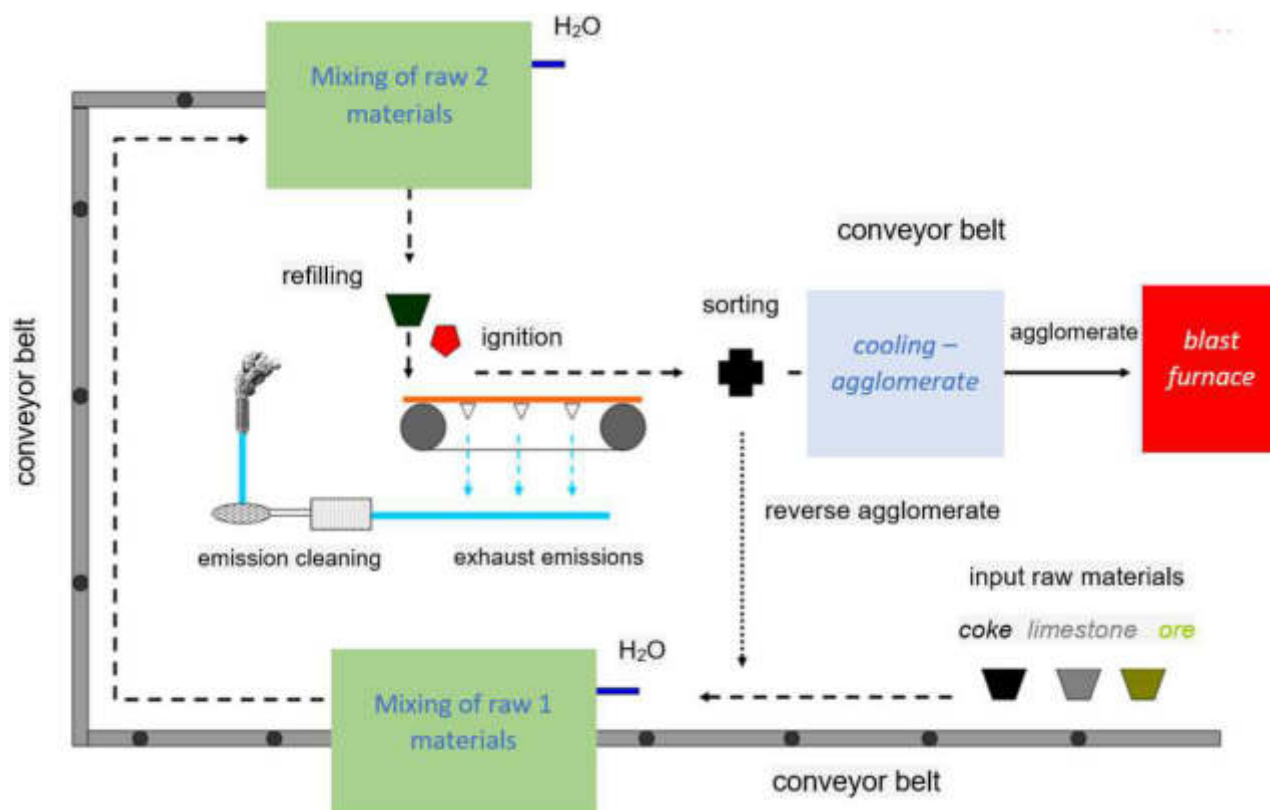 H₂O
Mixing of raw 2
materials
conveyor belt
refilling
sorting
ignition
agglomerate
cooling –
agglomerate
blast
furnace
conveyor belt
reverse agglomerate
emission cleaning
exhaust emissions
input raw materials
coke limestone ore
H₂O
Mixing of raw 1
materials
conveyor belt